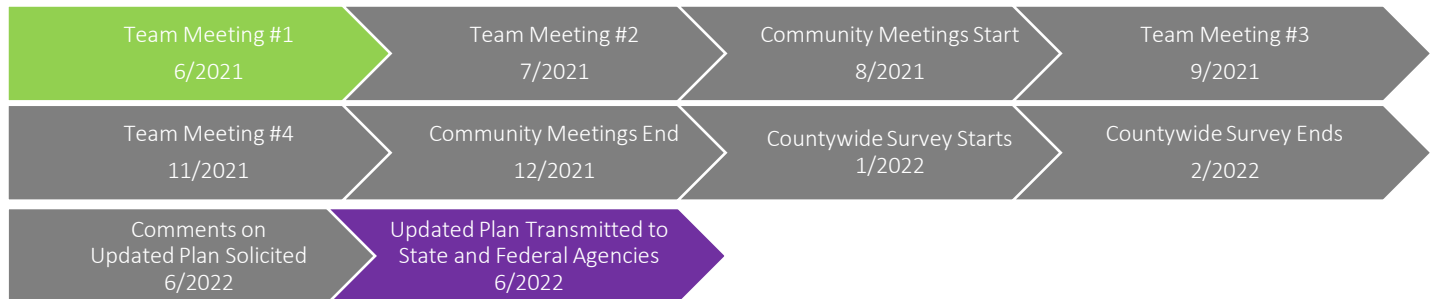 Team Meeting #1
6/2021
Team Meeting #2
7/2021
Community Meetings Start
8/2021
Team Meeting #3
9/2021
Team Meeting #4
11/2021
Community Meetings End
12/2021
Countywide Survey Starts
1/2022
Countywide Survey Ends
2/2022
Comments on
Updated Plan Solicited
6/2022
Updated Plan Transmitted to
State and Federal Agencies
6/2022